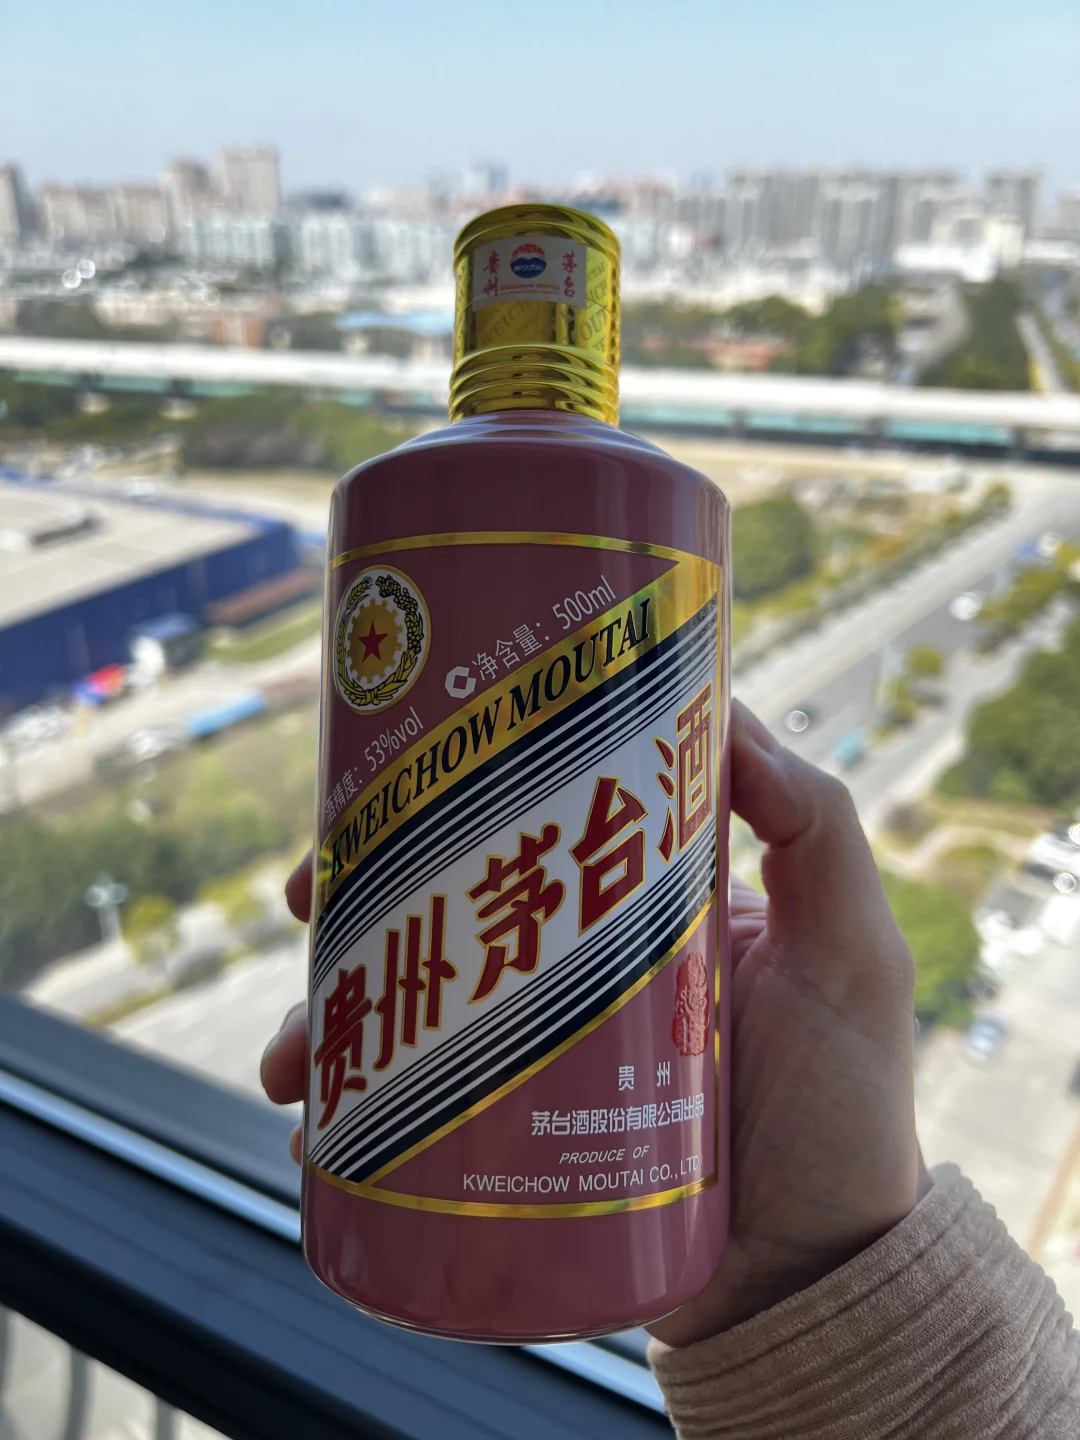 贵州 茅台
MOUTAI
净含量：500ml
酒精度：53%vol
KWEICHOW MOUTAI
贵州茅台酒
贵 州
茅台酒股份有限公司出品
PRODUCE OF
KWEICHOW MOUTAI CO., LTD